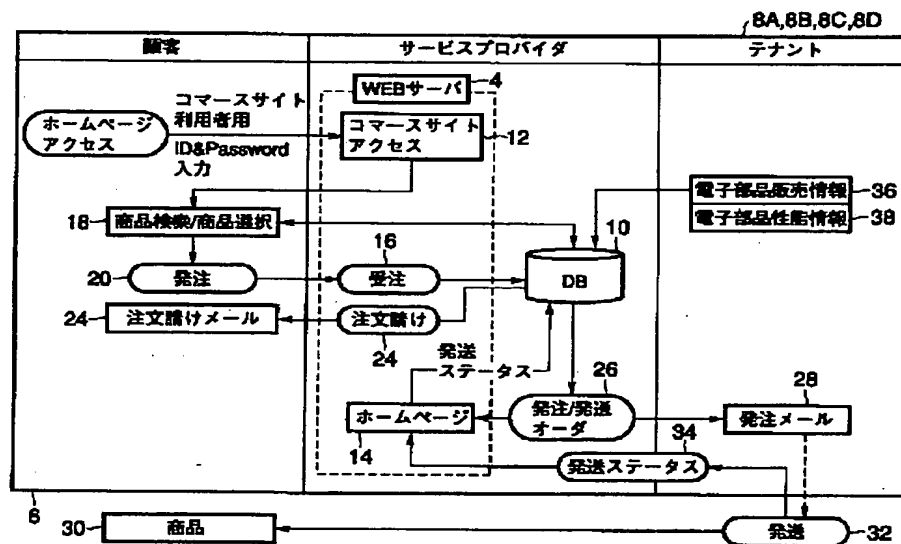 8A,8B,8C,8D
顧客
サービスプロバイダ
テナント
WEBサーバ
4
ホームページ
アクセス
コマースサイト
利用者用
ID&Password
入力
コマースサイト
アクセス
12
電子部品販売情報
36
電子部品性能情報
38
18
商品検索/商品選択
10
DB
20
発注
16
受注
24
注文請けメール
注文請け
24
発送
ステータス
26
発注/発送
オーダ
28
発注メール
ホームページ
14
34
発送ステータス
6
30
商品
発送
32